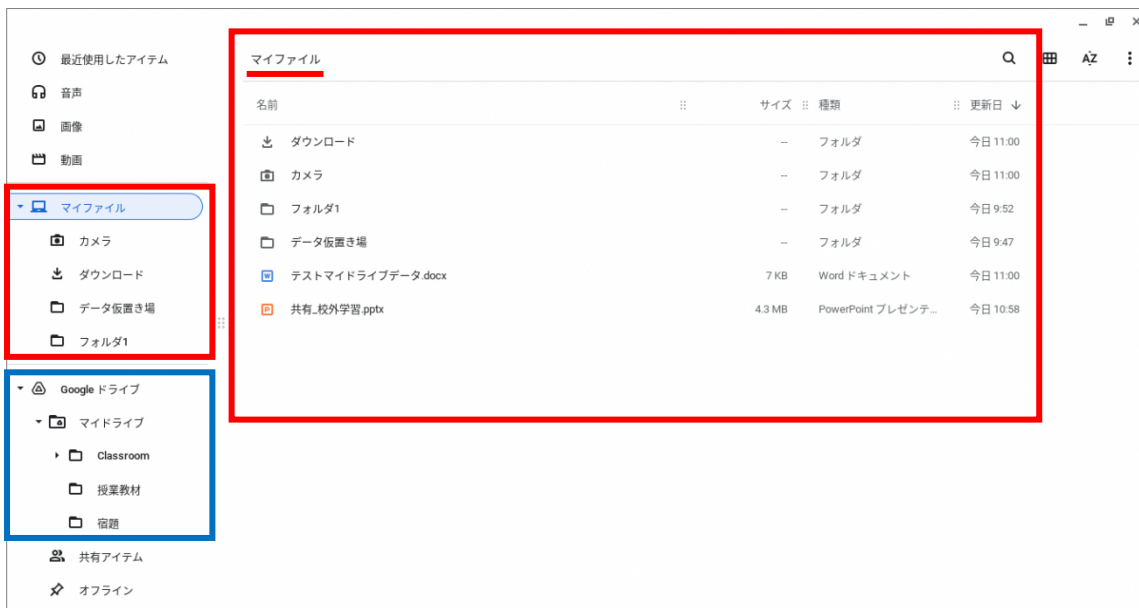 最近使用したアイテム
音声
画像
動画
マイファイル
カメラ
ダウンロード
データ仮置き場
フォルダ1
Google ドライブ
マイドライブ
Classroom
授業教材
宿題
共有アイテム
オフライン
マイファイル
AZ
名前 サイズ 種類 更新日
ダウンロード -- フォルダ 今日 11:00
カメラ -- フォルダ 今日 11:00
フォルダ1 -- フォルダ 今日 9:52
データ仮置き場 -- フォルダ 今日 9:47
テストマイドライブデータ.docx 7 KB Word ドキュメント 今日 11:00
共有_校外学習.pptx 4.3 MB PowerPoint プレゼンテ... 今日 10:58